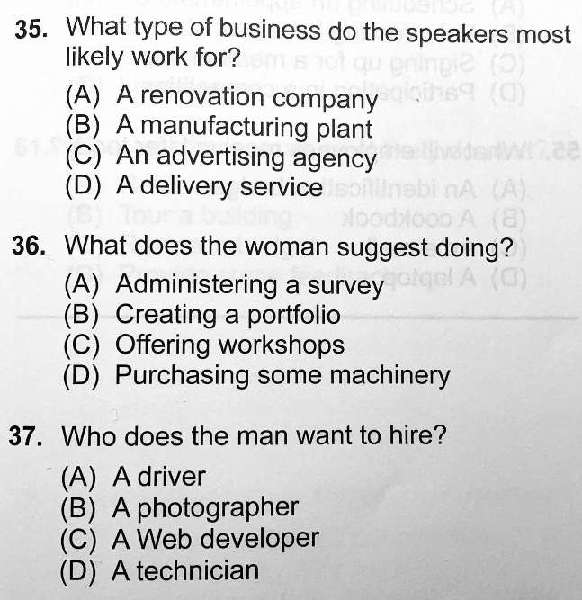 35. What type of business do the speakers most
likely work for?
(A) A renovation company
(B) A manufacturing plant
(C) An advertising agency
(D) A delivery service
36. What does the woman suggest doing?
(A) Administering a survey
(B) Creating a portfolio
(C) Offering workshops
(D) Purchasing some machinery
37. Who does the man want to hire?
(A) A driver
(B) A photographer
(C) A Web developer
(D) A technician